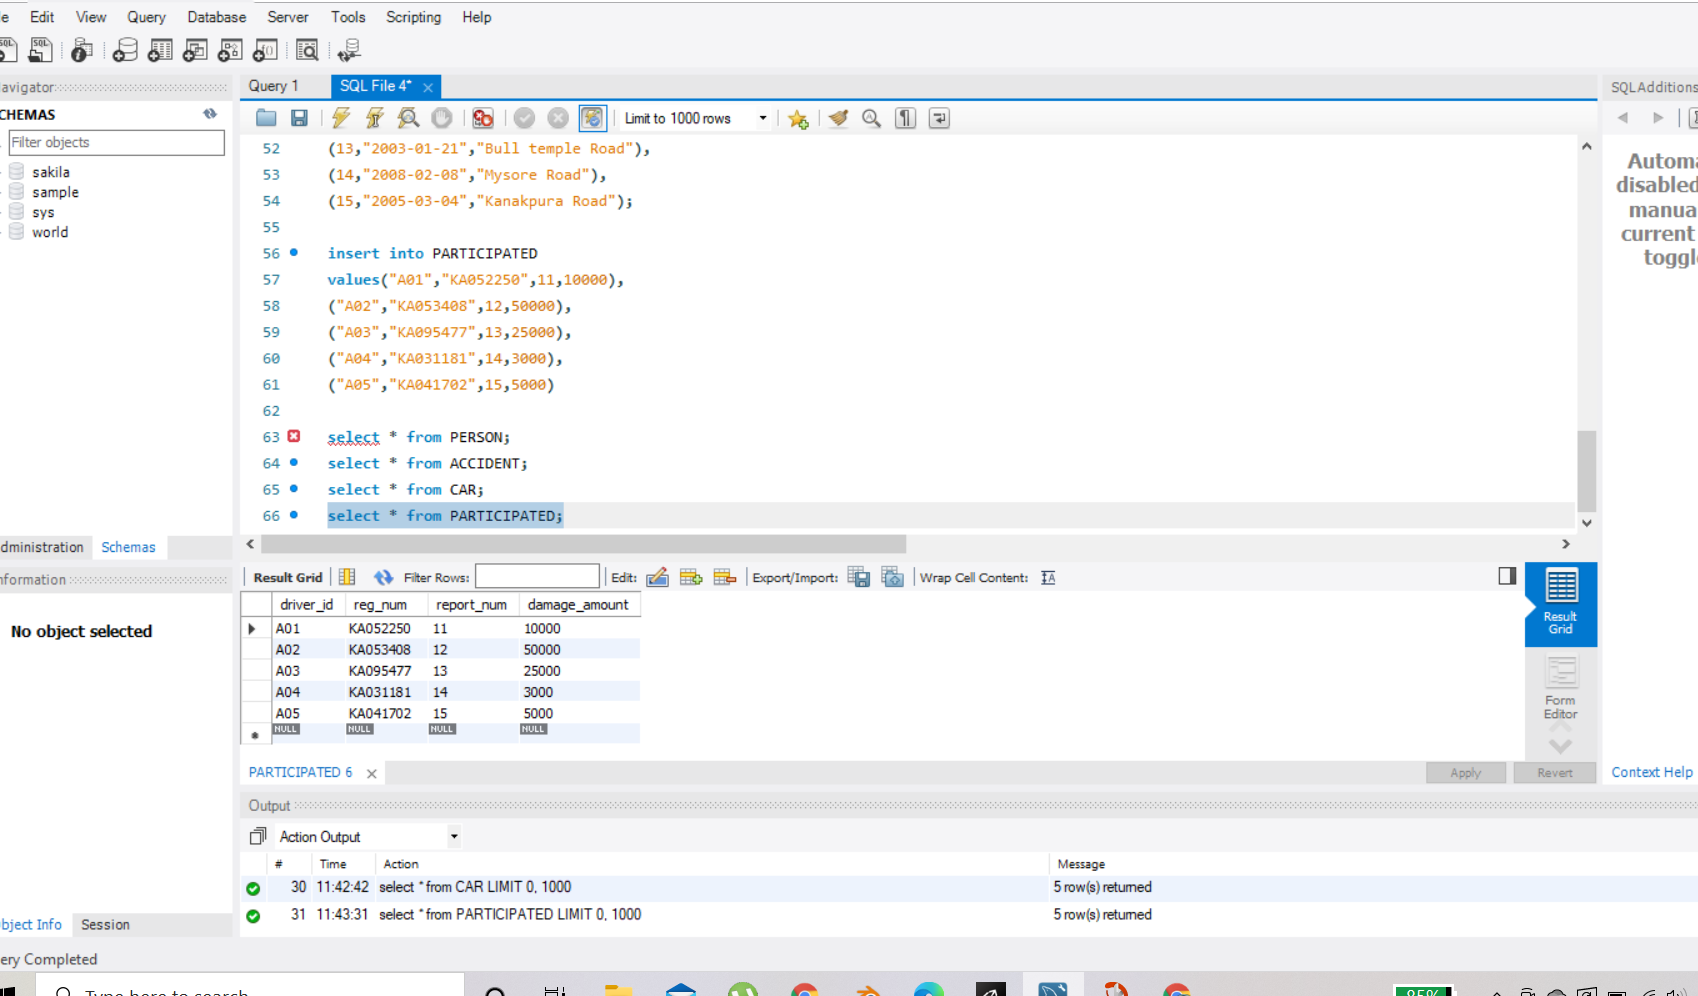 Edit View Query Database Server Tools Scripting Help
avigator
CHEMAS
Filter objects
sakila
sample
sys
world
dministration Schemas
nformation
No object selected
bject Info Session
Query 1 SQL File 4*
Limit to 1000 rows
52 (13,"2003-01-21","Bull temple Road"),
53 (14,"2008-02-08","Mysore Road"),
54 (15,"2005-03-04","Kanakpura Road");
55
56 insert into PARTICIPATED
57 values("A01","KA052250",11,10000),
58 ("A02","KA053408",12,50000),
59 ("A03","KA095477",13,25000),
60 ("A04","KA031181",14,3000),
61 ("A05","KA041702",15,5000)
62
63 select * from PERSON;
64 select * from ACCIDENT;
65 select * from CAR;
66 select * from PARTICIPATED;
Result Grid Filter Rows: Edit: Export/Import: Wrap Cell Content:
driver_id reg_num report_num damage_amount
A01 KA052250 11 10000
A02 KA053408 12 50000
A03 KA095477 13 25000
A04 KA031181 14 3000
A05 KA041702 15 5000
NULL NULL NULL NULL
Result
Grid
Form
Editor
PARTICIPATED 6
Apply Revert
Output
Action Output
# Time Action Message
30 11:42:42 select * from CAR LIMIT 0, 1000 5 row(s) returned
31 11:43:31 select * from PARTICIPATED LIMIT 0, 1000 5 row(s) returned
SQLAdditions
Automa
disabled
manua
current
toggle
Context Help
ery Completed
Type here to search
85%